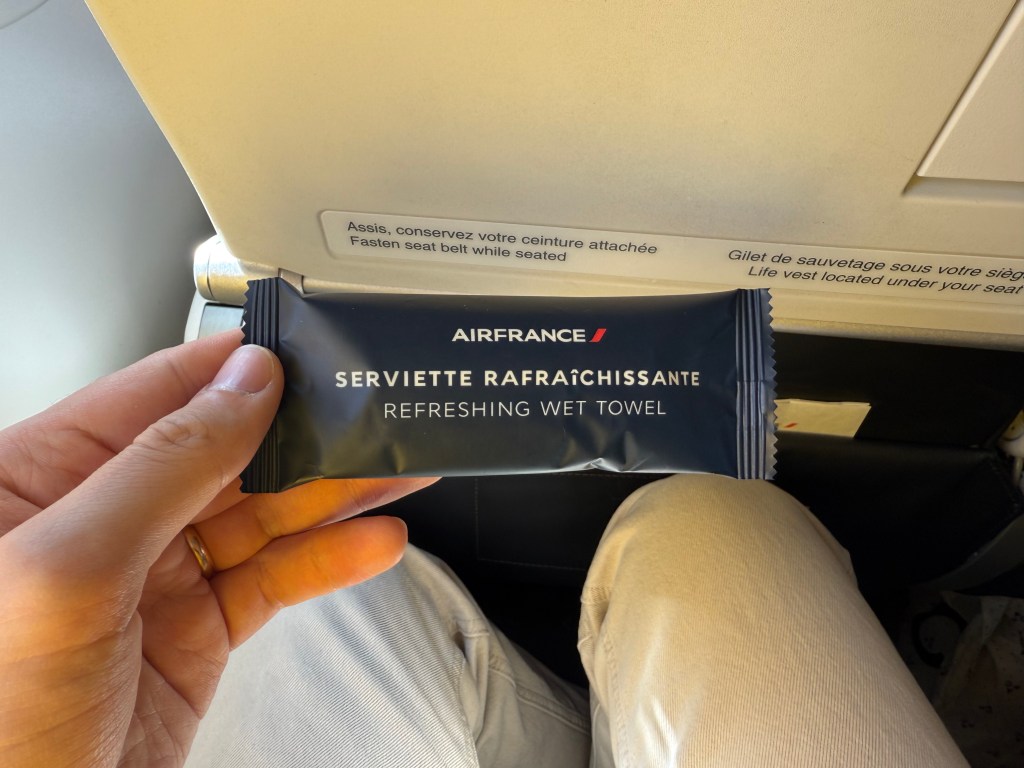 Assis, conservez votre ceinture attachée
Fasten seat belt while seated
Gilet de sauvetage sous votre
Life vest located under your seat
AIRFRANCE
SERVIETTE RAFRAîCHISSANTE
REFRESHING WET TOWEL